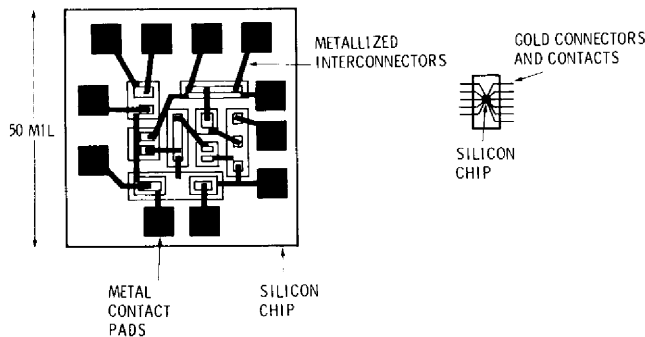 METALLIZED
INTERCONNECTORS
GOLD CONNECTORS
AND CONTACTS
50 MIL
SILICON
CHIP
METAL
CONTACT
PADS
SILICON
CHIP